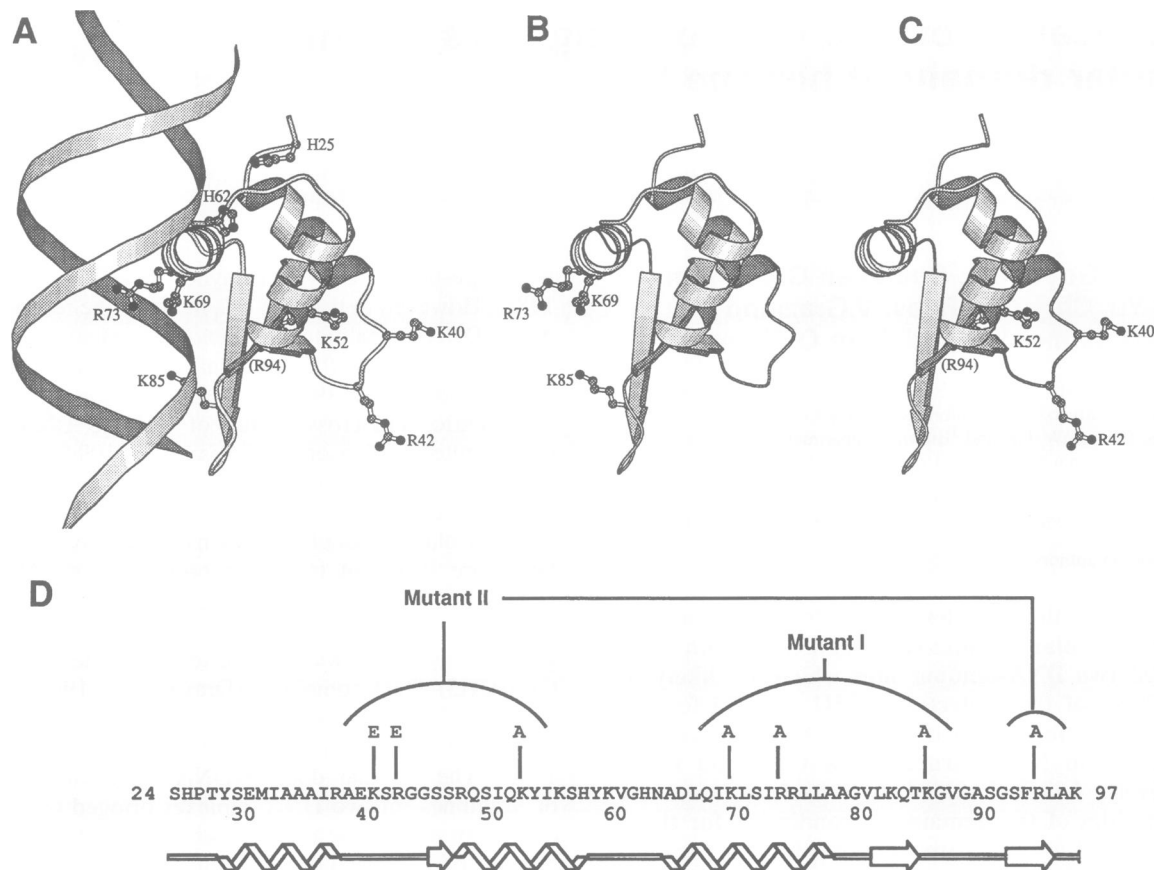 A
B
C
H25
H62
K69
R73
K52
K40
(R94)
K85
R42
K69
R73
K85
K52
K40
(R94)
R42
D
Mutant II
Mutant I
E E A A A A A
24 SHPTYSEMIAAAIRAEKSRGGSSRQSIQKYIKSHYKVGHNADLQIKLSIRRLLAAGVLKQTKGVGASGSFRLAK 97
30 40 50 60 70 80 90